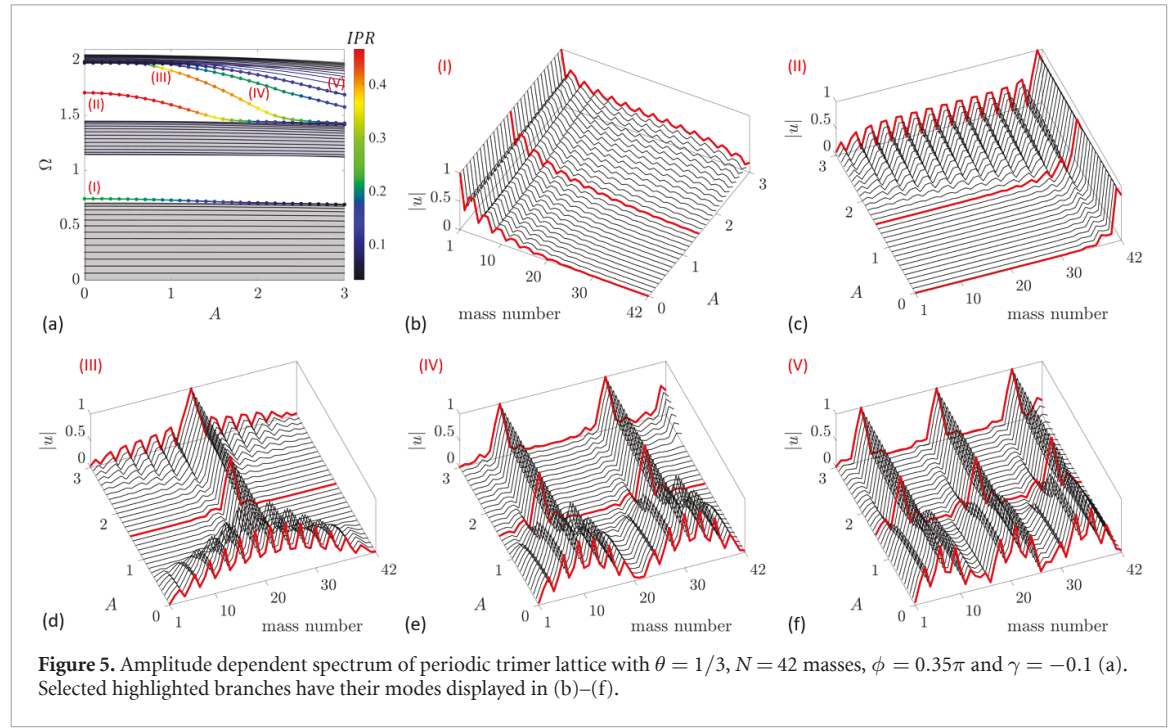 IPR
2
1.5
1
0.5
0
Ω
(III)
(IV)
(V)
(II)
(I)
0.4
0.3
0.2
0.1
0
1
2
3
A
(a)
(I)
1
0.5
0
|u|
1
10
20
30
42
mass number
0
1
2
3
A
(b)
(II)
1
0.5
0
|u|
3
2
1
0
A
1
10
20
30
42
mass number
(c)
(III)
1
0.5
0
|u|
3
2
1
0
A
1
10
20
30
42
mass number
(d)
(IV)
1
0.5
0
|u|
3
2
1
0
A
1
10
20
30
42
mass number
(e)
(V)
1
0.5
0
|u|
3
2
1
0
A
1
10
20
30
42
mass number
(f)
Figure 5. Amplitude dependent spectrum of periodic trimer lattice with θ = 1/3, N = 42 masses, ϕ = 0.35π and γ = −0.1 (a).
Selected highlighted branches have their modes displayed in (b)–(f).